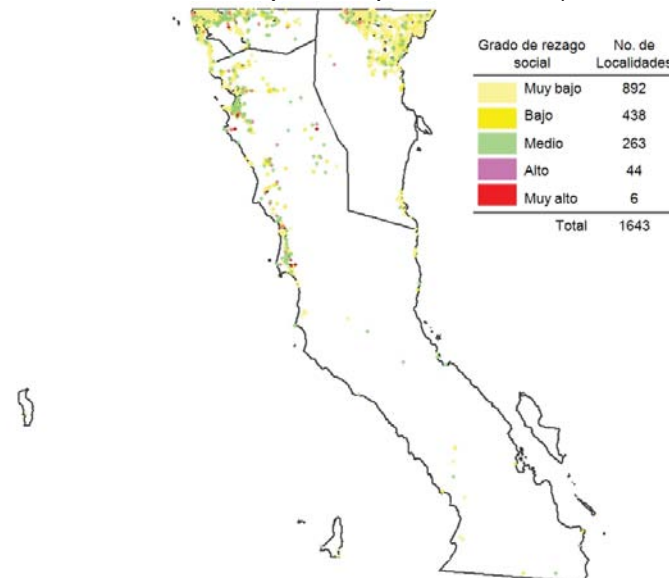 Grado de rezago social No. de Localidades
Muy bajo 892
Bajo 438
Medio 263
Alto 44
Muy alto 6
Total 1643